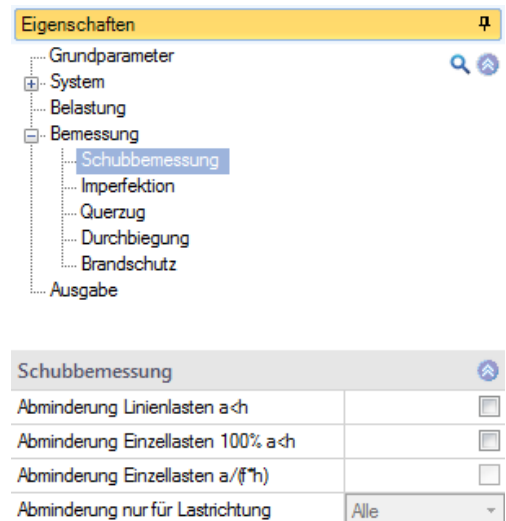 Eigenschaften
Grundparameter
System
Belastung
Bemessung
Schubbemessung
Imperfektion
Querzug
Durchbiegung
Brandschutz
Ausgabe
Schubbemessung
Abminderung Linienlasten a<h
Abminderung Einzellasten 100% a<h
Abminderung Einzellasten a/(f*h)
Abminderung nur für Lastrichtung Alle